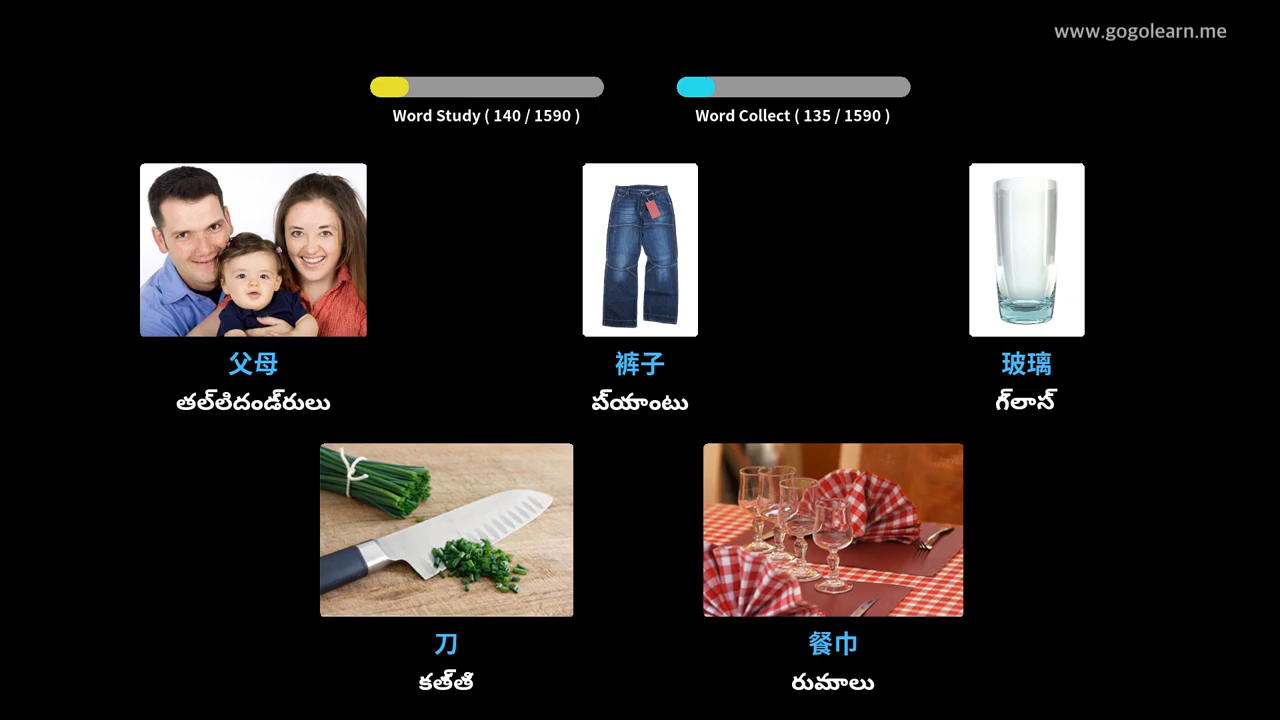 www.gogolearn.me
Word Study ( 140 / 1590 )
Word Collect ( 135 / 1590 )
父母
裤子
玻璃
తల్లిదండ్రులు
ప్యాంటు
గ్లాస్
刀
餐巾
కత్తి
రుమాలు